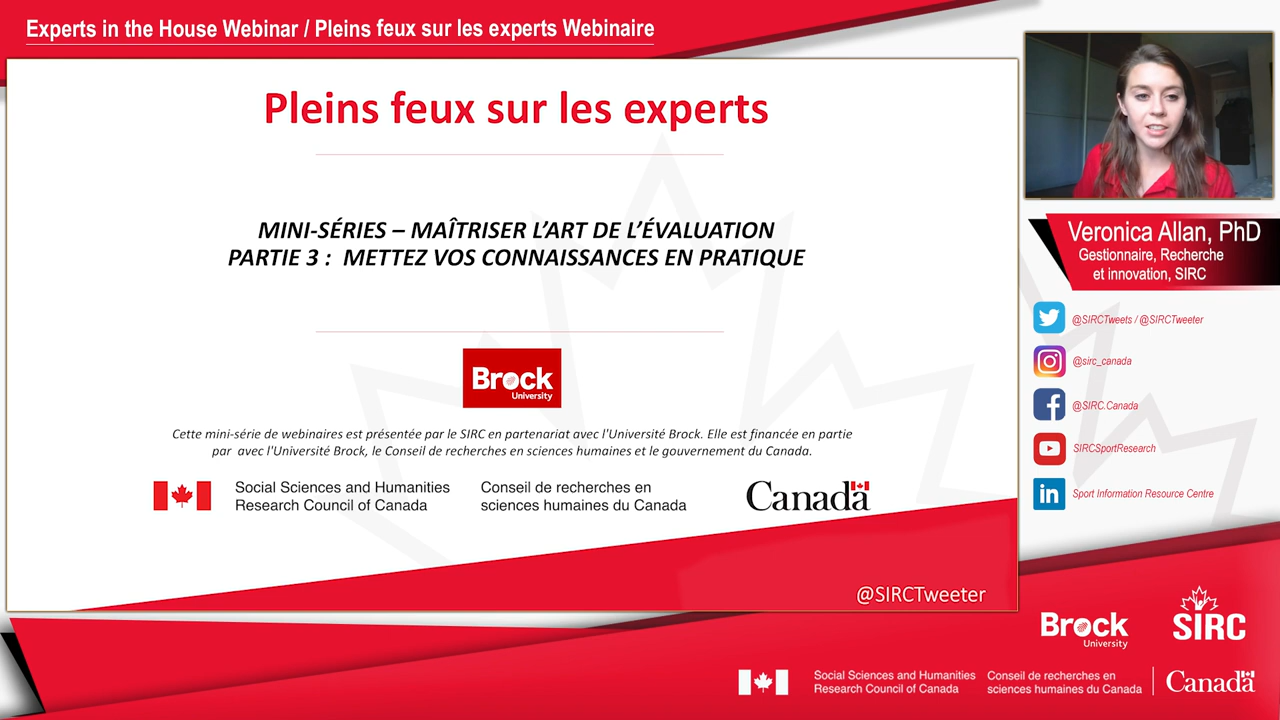 Experts in the House Webinar / Pleins feux sur les experts Webinaire
Pleins feux sur les experts
MINI-SÉRIES – MAÎTRISER L'ART DE L'ÉVALUATION
PARTIE 3 : METTEZ VOS CONNAISSANCES EN PRATIQUE
Brock
University
Cette mini-série de webinaires est présentée par le SIRC en partenariat avec l'Université Brock. Elle est financée en partie
par avec l'Université Brock, le Conseil de recherches en sciences humaines et le gouvernement du Canada.
Social Sciences and Humanities
Research Council of Canada
Conseil de recherches en
sciences humaines du Canada
Canada
@SIRCTweeter
Veronica Allan, PhD
Gestionnaire, Recherche
et innovation, SIRC
@SIRCTweets / @SIRCTweeter
@sirc_canada
@SIRC.Canada
SIRCSportResearch
in
Sport Information Resource Centre
Brock
University
SIRC
Social Sciences and Humanities
Research Council of Canada
Conseil de recherches en
sciences humaines du Canada
Canada